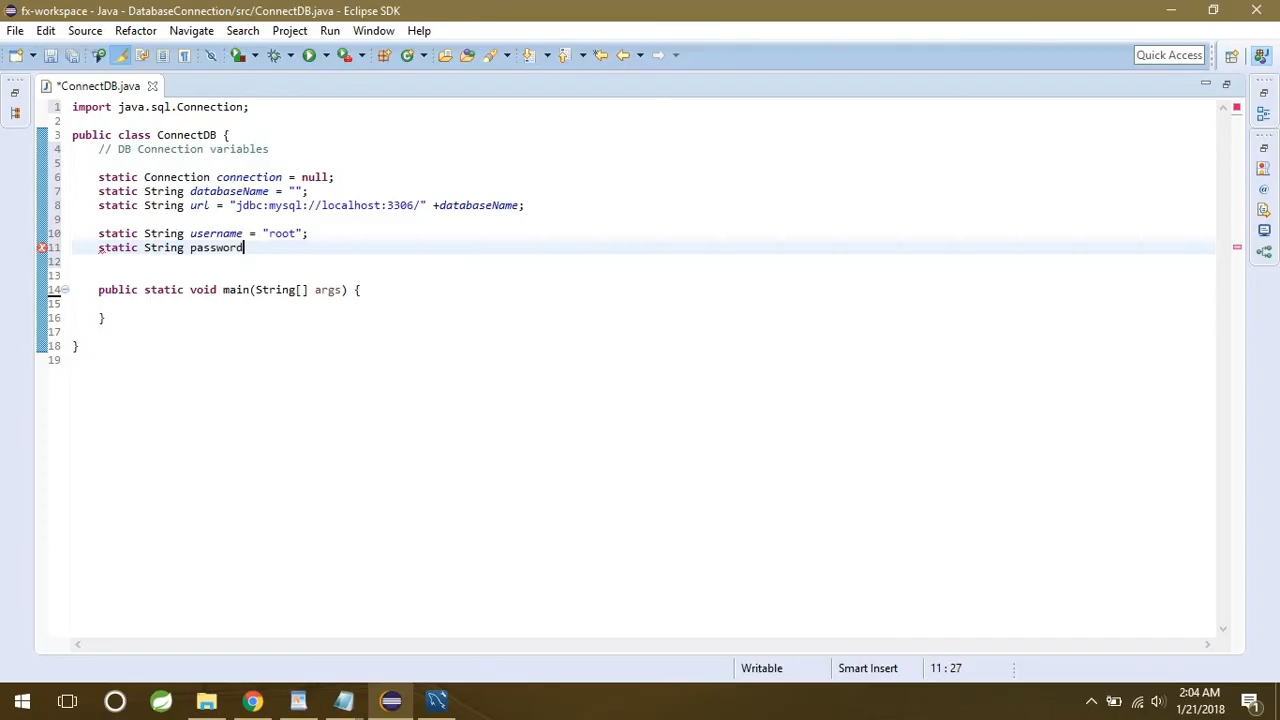 fx-workspace - Java - DatabaseConnection/src/ConnectDB.java - Eclipse SDK
File Edit Source Refactor Navigate Search Project Run Window Help
Quick Access
*ConnectDB.java
1 import java.sql.Connection;
2
3 public class ConnectDB {
4 // DB Connection variables
5
6 static Connection connection = null;
7 static String databaseName = "";
8 static String url = "jdbc:mysql://localhost:3306/" +databaseName;
9
10 static String username = "root";
11 static String password
12
13
14 public static void main(String[] args) {
15
16 }
17
18 }
19
Writable Smart Insert 11 : 27
2:04 AM
1/21/2018
1